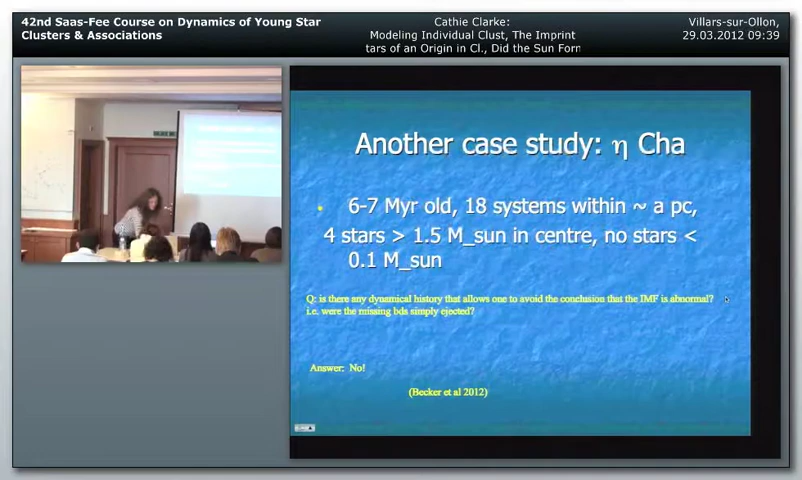 42nd Saas-Fee Course on Dynamics of Young Star
Clusters & Associations
Cathie Clarke:
Modeling Individual Clust, The Imprint
tars of an Origin in Cl., Did the Sun Forn
Villars-sur-Ollon,
29.03.2012 09:39
Another case study: η Cha
• 6-7 Myr old, 18 systems within ~ a pc,
4 stars > 1.5 M_sun in centre, no stars <
0.1 M_sun
Q: is there any dynamical history that allows one to avoid the conclusion that the IMF is abnormal?
i.e. were the missing bds simply ejected?
Answer: No!
(Becker et al 2012)